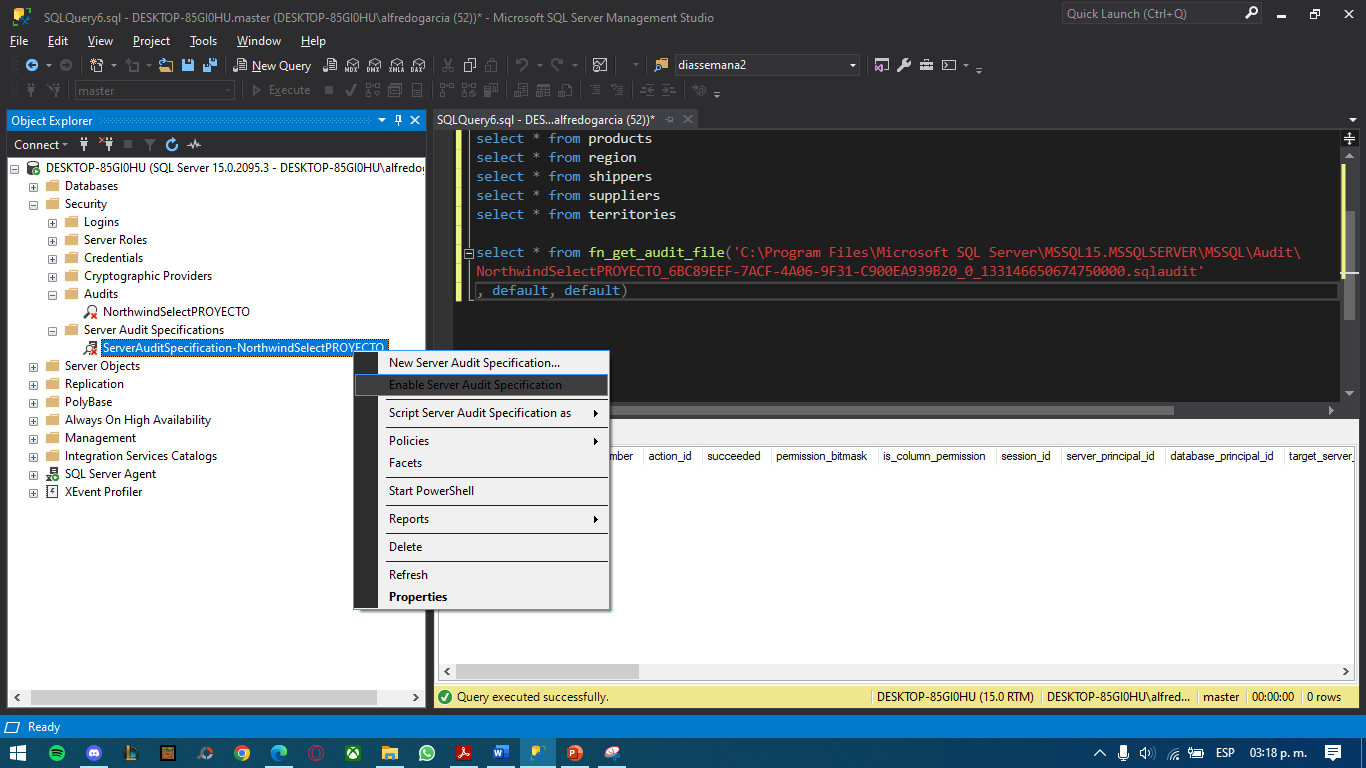 SQLQuery6.sql - DESKTOP-85GI0HU.master (DESKTOP-85GI0HU\alfredogarcia (52))* - Microsoft SQL Server Management Studio
Quick Launch (Ctrl+Q)
File Edit View Project Tools Window Help
New Query MDX DMX XMLA DAX diassemana2
master Execute
Object Explorer
SQLQuery6.sql - DES...alfredogarcia (52))*
Connect
DESKTOP-85GI0HU (SQL Server 15.0.2095.3 - DESKTOP-85GI0HU\alfredo
Databases
Security
Logins
Server Roles
Credentials
Cryptographic Providers
Audits
NorthwindSelectPROYECTO
Server Audit Specifications
ServerAuditSpecification-NorthwindSelectPROYECTO
Server Objects
Replication
PolyBase
Always On High Availability
Management
Integration Services Catalogs
SQL Server Agent
XEvent Profiler
select * from products
select * from region
select * from shippers
select * from suppliers
select * from territories
select * from fn_get_audit_file('C:\Program Files\Microsoft SQL Server\MSSQL15.MSSQLSERVER\MSSQL\Audit\
NorthwindSelectPROYECTO_6BC89EEF-7ACF-4A06-9F31-C900EA939B20_0_133146650674750000.sqlaudit'
, default, default)
New Server Audit Specification...
Enable Server Audit Specification
Script Server Audit Specification as
Policies
Facets
Start PowerShell
Reports
Delete
Refresh
Properties
mber action_id succeeded permission_bitmask is_column_permission session_id server_principal_id database_principal_id target_server_
Query executed successfully.
DESKTOP-85GI0HU (15.0 RTM) DESKTOP-85GI0HU\alfred... master 00:00:00 0 rows
Ready
ESP 03:18 p. m.